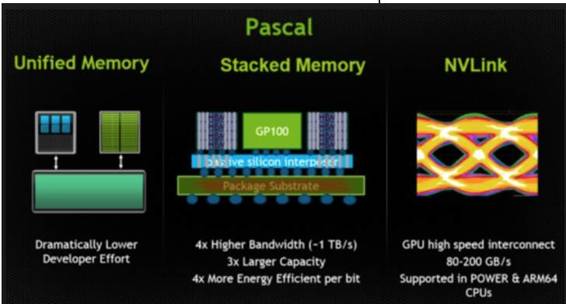 Pascal
Unified Memory
Stacked Memory
NVLink
GP100
passive silicon interposer
Package Substrate
Dramatically Lower
Developer Effort
4x Higher Bandwidth (~1 TB/s)
3x Larger Capacity
4x More Energy Efficient per bit
GPU high speed interconnect
80-200 GB/s
Supported in POWER & ARM64
CPUs